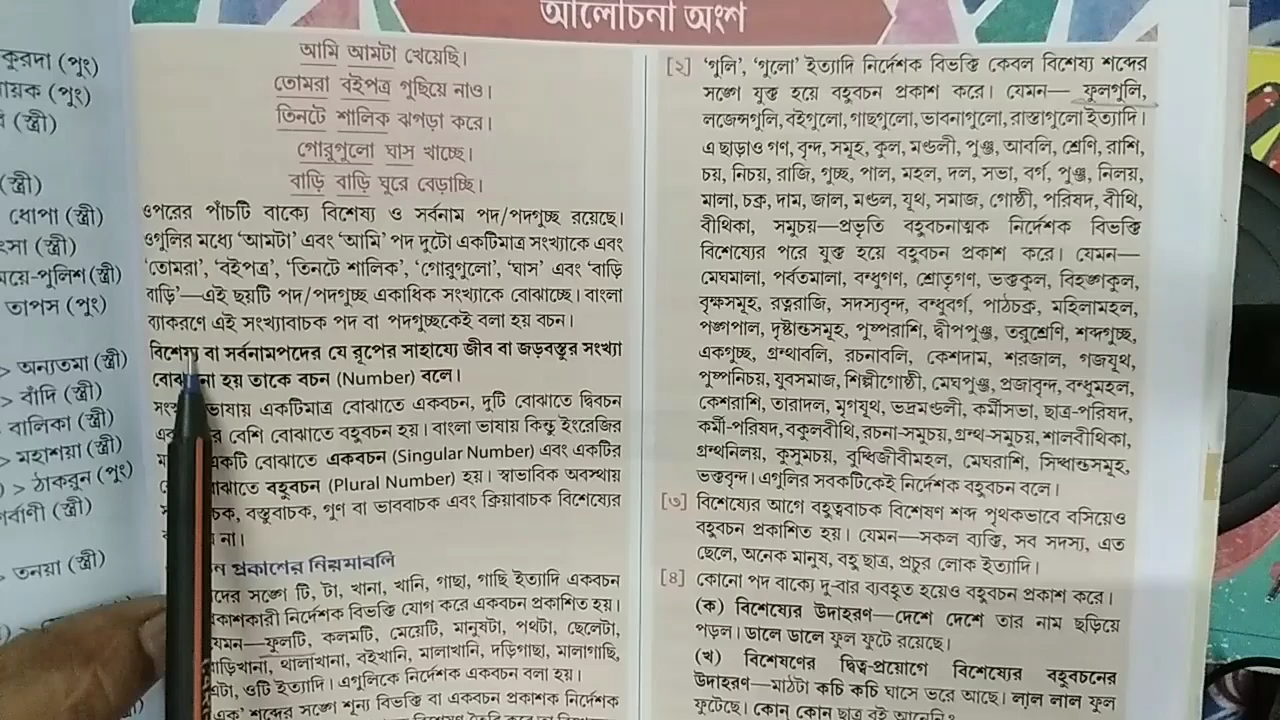 আলোচনা অংশ
কুরদা (পুং)
ায়ক (পুং)
(স্ত্রী)
(স্ত্রী)
ধোপা (স্ত্রী)
ংসা (স্ত্রী)
ময়ে-পুলিশ (স্ত্রী)
তাপস (পুং)
> অন্যতমা (স্ত্রী)
> বাঁদি (স্ত্রী)
বালিকা (স্ত্রী)
> মহাশয়া (স্ত্রী)
> ঠাকরুন (পুং)
র্বাণী (স্ত্রী)
> তনয়া (স্ত্রী)
আমি আমটা খেয়েছি।
তোমরা বইপত্র গুছিয়ে নাও।
তিনটে শালিক ঝগড়া করে।
গোরুগুলো ঘাস খাচ্ছে।
বাড়ি বাড়ি ঘুরে বেড়াচ্ছি।
ওপরের পাঁচটি বাক্যে বিশেষ্য ও সর্বনাম পদ/পদগুচ্ছ রয়েছে।
ওগুলির মধ্যে ‘আমটা’ এবং ‘আমি’ পদ দুটো একটিমাত্র সংখ্যাকে এবং
‘তোমরা’, ‘বইপত্র’, ‘তিনটে শালিক’, ‘গোরুগুলো’, ‘ঘাস’ এবং ‘বাড়ি
বাড়ি’—এই ছয়টি পদ/পদগুচ্ছ একাধিক সংখ্যাকে বোঝাচ্ছে। বাংলা
ব্যাকরণে এই সংখ্যাবাচক পদ বা পদগুচ্ছকেই বলা হয় বচন।
বিশেষ্য বা সর্বনামপদের যে রূপের সাহায্যে জীব বা জড়বস্তুর সংখ্যা
বোঝানো হয় তাকে বচন (Number) বলে।
ভাষায় একটিমাত্র বোঝাতে একবচন, দুটি বোঝাতে দ্বিবচন
বেশি বোঝাতে বহুবচন হয়। বাংলা ভাষায় কিন্তু ইংরেজির
একটি বোঝাতে একবচন (Singular Number) এবং একটির
বোঝাতে বহুবচন (Plural Number) হয়। স্বাভাবিক অবস্থায়
চক, বস্তুবাচক, গুণ বা ভাববাচক এবং ক্রিয়াবাচক বিশেষ্যের
না।
ন প্রকাশের নিয়মাবলি
দের সঙ্গে টি, টা, খানা, খানি, গাছা, গাছি ইত্যাদি একবচন
কাশকারী নির্দেশক বিভক্তি যোগ করে একবচন প্রকাশিত হয়।
যেমন—ফুলটি, কলমটি, মেয়েটি, মানুষটা, পথটা, ছেলেটা,
াড়িখানা, থালাখানা, বইখানি, মালাখানি, দড়িগাছা, মালাগাছি,
এটা, ওটি ইত্যাদি। এগুলিকে নির্দেশক একবচন বলা হয়।
এক’ শব্দের সঙ্গে শূন্য বিভক্তি বা একবচন প্রকাশক নির্দেশক
[২] ‘গুলি’, ‘গুলো’ ইত্যাদি নির্দেশক বিভক্তি কেবল বিশেষ্য শব্দের
সঙ্গে যুক্ত হয়ে বহুবচন প্রকাশ করে। যেমন— ফুলগুলি,
লজেন্সগুলি, বইগুলো, গাছগুলো, ভাবনাগুলো, রাস্তাগুলো ইত্যাদি।
এ ছাড়াও গণ, বৃন্দ, সমূহ, কুল, মণ্ডলী, পুঞ্জ, আবলি, শ্রেণি, রাশি,
চয়, নিচয়, রাজি, গুচ্ছ, পাল, মহল, দল, সভা, বর্গ, পুঞ্জ, নিলয়,
মালা, চক্র, দাম, জাল, মণ্ডল, যূথ, সমাজ, গোষ্ঠী, পরিষদ, বীথি,
বীথিকা, সমুচয়—প্রভৃতি বহুবচনাত্মক নির্দেশক বিভক্তি
বিশেষ্যের পরে যুক্ত হয়ে বহুবচন প্রকাশ করে। যেমন—
মেঘমালা, পর্বতমালা, বন্ধুগণ, শ্রোতৃগণ, ভক্তকুল, বিহঙ্গকুল,
বৃক্ষসমূহ, রত্নরাজি, সদস্যবৃন্দ, বন্ধুবর্গ, পাঠচক্র, মহিলামহল,
পঙ্গপাল, দৃষ্টান্তসমূহ, পুষ্পরাশি, দ্বীপপুঞ্জ, তরুশ্রেণি, শব্দগুচ্ছ,
একগুচ্ছ, গ্রন্থাবলি, রচনাবলি, কেশদাম, শরজাল, গজযূথ,
পুষ্পনিচয়, যুবসমাজ, শিল্পীগোষ্ঠী, মেঘপুঞ্জ, প্রজাবৃন্দ, বন্ধুমহল,
কেশরাশি, তারাদল, মৃগযূথ, ভদ্রমণ্ডলী, কর্মীসভা, ছাত্র-পরিষদ,
কর্মী-পরিষদ, বকুলবীথি, রচনা-সমুচয়, গ্রন্থ-সমুচয়, শালবীথিকা,
গ্রন্থনিলয়, কুসুমচয়, বুদ্ধিজীবীমহল, মেঘরাশি, সিদ্ধান্তসমূহ,
ভক্তবৃন্দ। এগুলির সবকটিকেই নির্দেশক বহুবচন বলে।
[৩] বিশেষ্যের আগে বহুত্ববাচক বিশেষণ শব্দ পৃথকভাবে বসিয়েও
বহুবচন প্রকাশিত হয়। যেমন—সকল ব্যক্তি, সব সদস্য, এত
ছেলে, অনেক মানুষ, বহু ছাত্র, প্রচুর লোক ইত্যাদি।
[৪] কোনো পদ বাক্যে দু-বার ব্যবহৃত হয়েও বহুবচন প্রকাশ করে।
(ক) বিশেষ্যের উদাহরণ—দেশে দেশে তার নাম ছড়িয়ে
পড়ল। ডালে ডালে ফুল ফুটে রয়েছে।
(খ) বিশেষণের দ্বিত্ব-প্রয়োগে বিশেষ্যের বহুবচনের
উদাহরণ—মাঠটা কচি কচি ঘাসে ভরে আছে। লাল লাল ফুল
ফুটেছে। কোন্ কোন্ ছাত্র বই আনেনি?